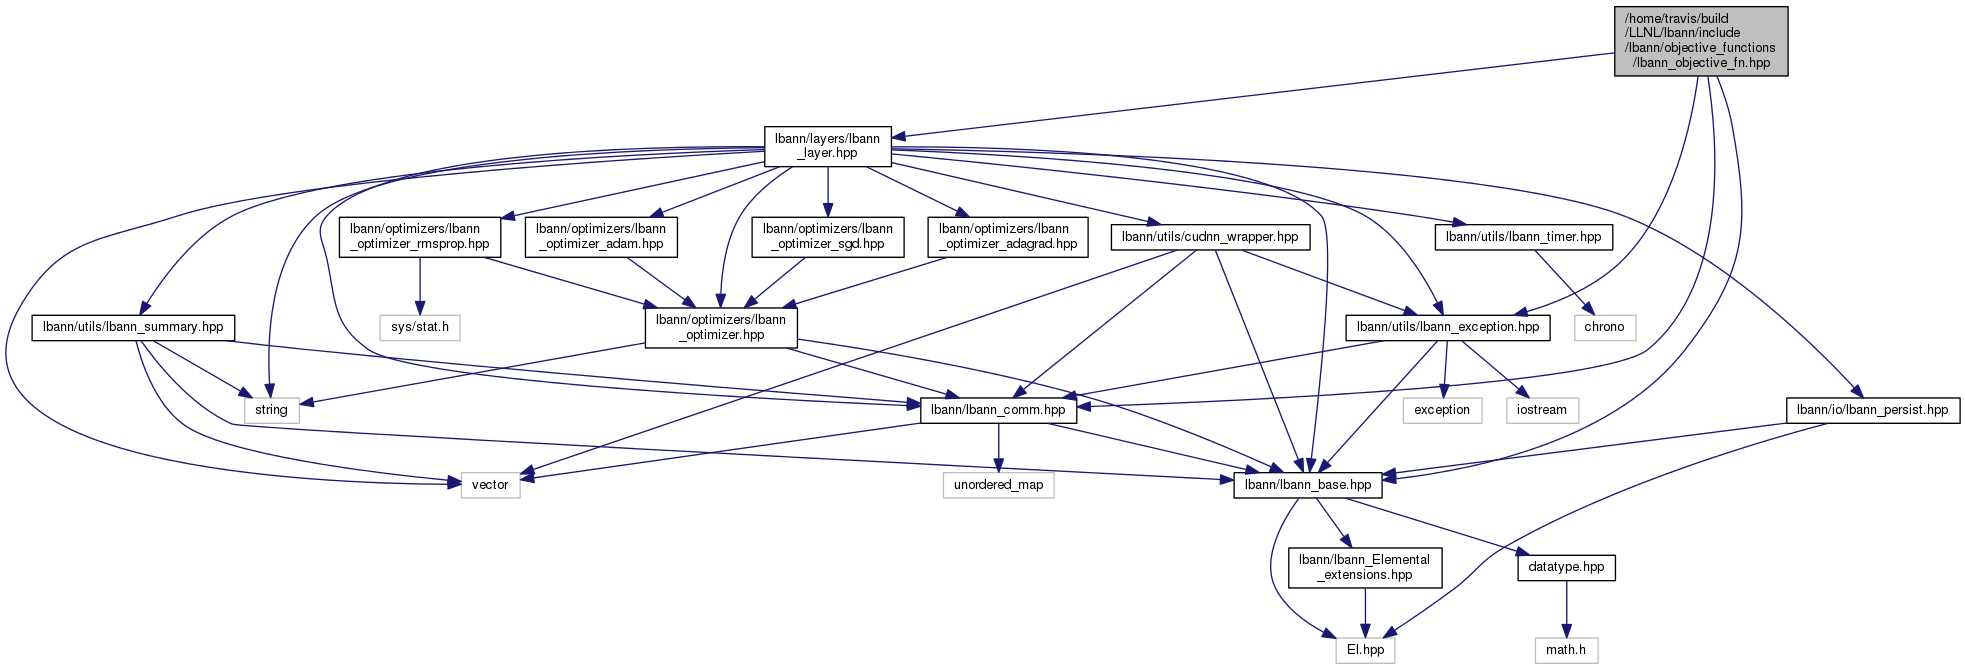 /home/travis/build
/LLNL/lbann/include
/lbann/objective_functions
/lbann_objective_fn.hpp
lbann/layers/lbann
_layer.hpp
lbann/optimizers/lbann
_optimizer_rmsprop.hpp
lbann/optimizers/lbann
_optimizer_adam.hpp
lbann/optimizers/lbann
_optimizer_sgd.hpp
lbann/optimizers/lbann
_optimizer_adagrad.hpp
lbann/utils/cudnn_wrapper.hpp
lbann/utils/lbann_timer.hpp
lbann/utils/lbann_summary.hpp
sys/stat.h
lbann/optimizers/lbann
_optimizer.hpp
lbann/utils/lbann_exception.hpp
chrono
string
lbann/lbann_comm.hpp
exception
iostream
lbann/io/lbann_persist.hpp
vector
unordered_map
lbann/lbann_base.hpp
lbann/lbann_Elemental
_extensions.hpp
datatype.hpp
El.hpp
math.h